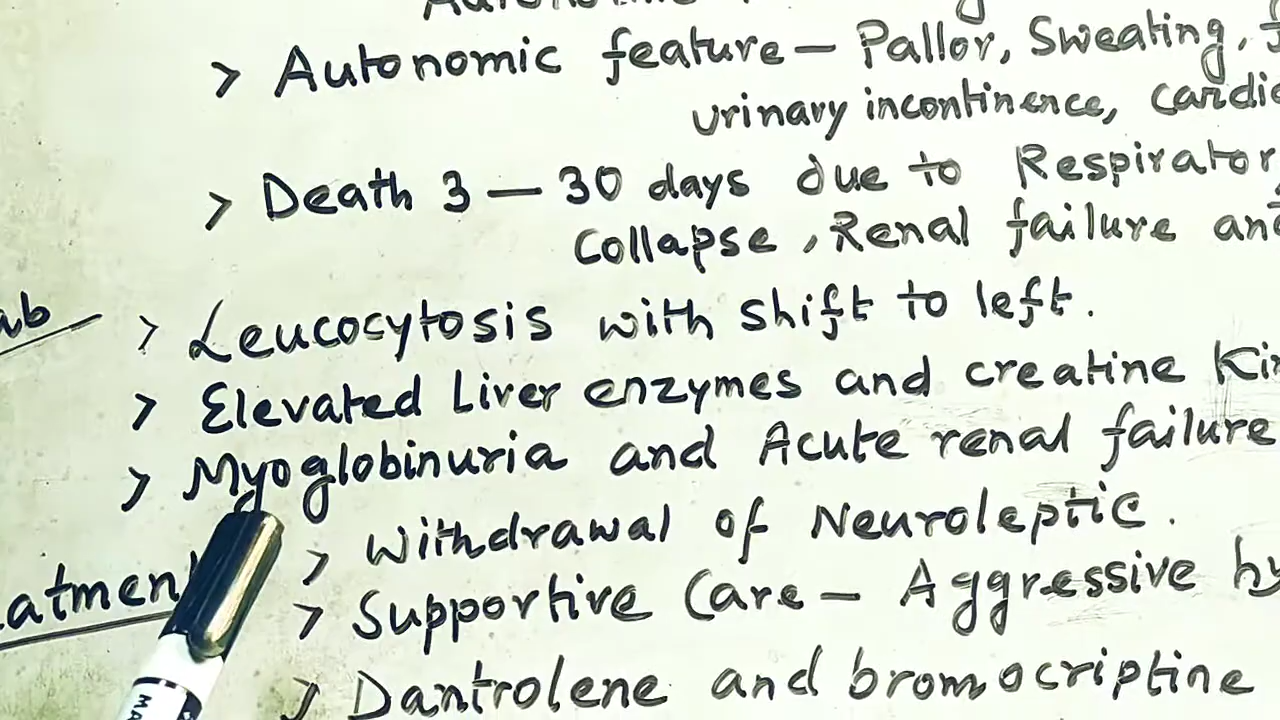 > Autonomic feature — Pallor, Sweating,
urinary incontinence,
> Death 3 — 30 days due to
Collapse, Renal failure
> Leucocytosis with shift to left.
> Elevated Liver enzymes and creatine
> Myoglobinuria and Acute renal failure
> Withdrawal of Neuroleptic.
> Supportive Care — Aggressive
> Dantrolene and bromocriptine